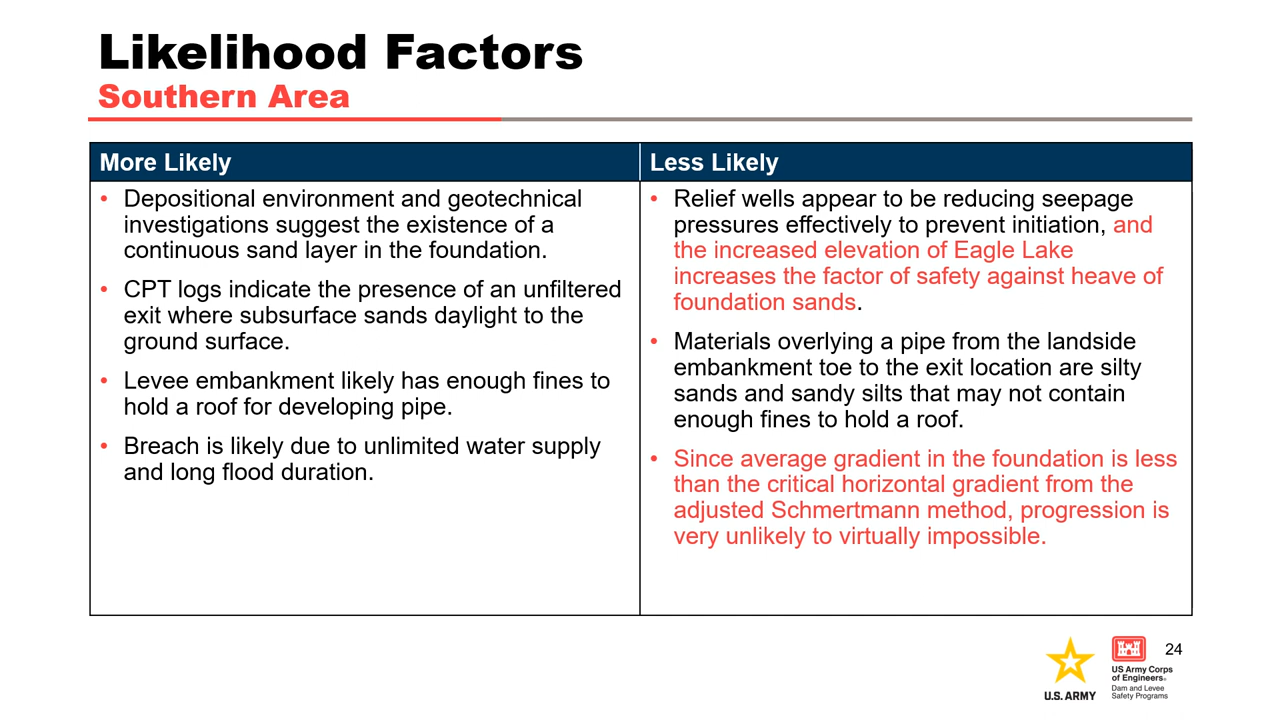 Likelihood Factors
Southern Area
More Likely
• Depositional environment and geotechnical
investigations suggest the existence of a
continuous sand layer in the foundation.
• CPT logs indicate the presence of an unfiltered
exit where subsurface sands daylight to the
ground surface.
• Levee embankment likely has enough fines to
hold a roof for developing pipe.
• Breach is likely due to unlimited water supply
and long flood duration.
Less Likely
• Relief wells appear to be reducing seepage
pressures effectively to prevent initiation, and
the increased elevation of Eagle Lake
increases the factor of safety against heave of
foundation sands.
• Materials overlying a pipe from the landside
embankment toe to the exit location are silty
sands and sandy silts that may not contain
enough fines to hold a roof.
• Since average gradient in the foundation is less
than the critical horizontal gradient from the
adjusted Schmertmann method, progression is
very unlikely to virtually impossible.
U.S. ARMY
US Army Corps
of Engineers®
Dam and Levee
Safety Programs
24